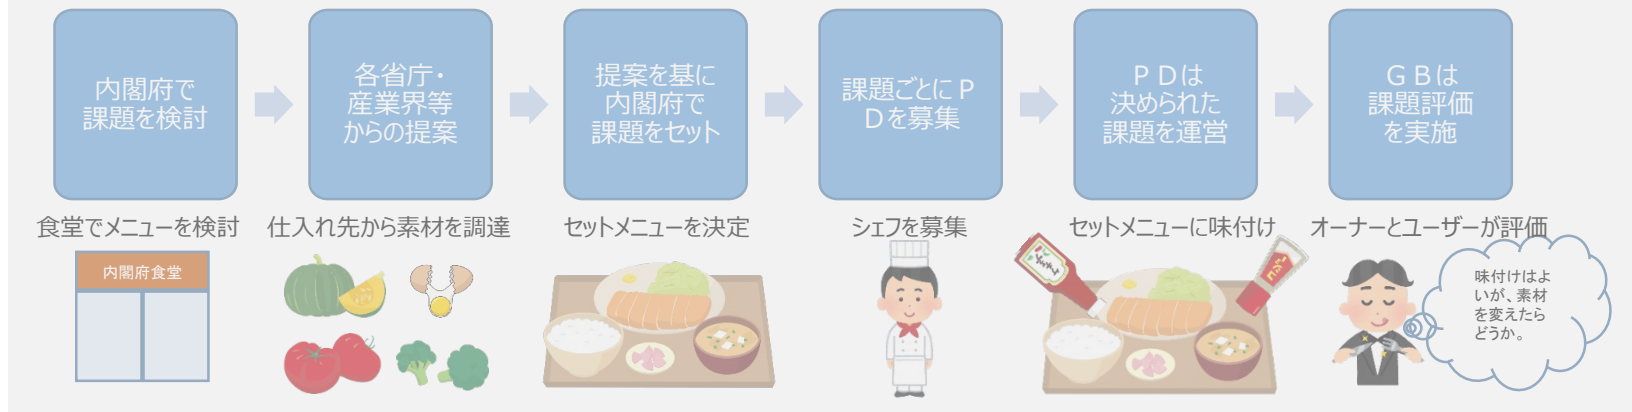 内閣府で
課題を検討
各省庁・
産業界等
からの提案
提案を基に
内閣府で
課題をセット
課題ごとにＰ
Ｄを募集
ＰＤは
決められた
課題を運営
ＧＢは
課題評価
を実施
食堂でメニューを検討
仕入れ先から素材を調達
セットメニューを決定
シェフを募集
セットメニューに味付け
オーナーとユーザーが評価
内閣府食堂
味付けはよ
いが、素材
を変えたら
どうか。